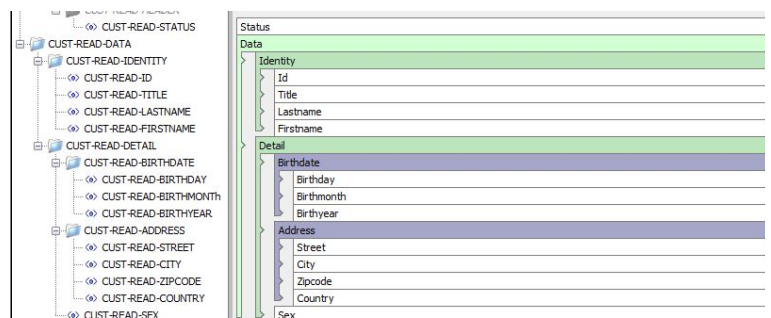 CUST-READ-HEADER
CUST-READ-STATUS Status
CUST-READ-DATA Data
CUST-READ-IDENTITY Identity
CUST-READ-ID Id
CUST-READ-TITLE Title
CUST-READ-LASTNAME Lastname
CUST-READ-FIRSTNAME Firstname
CUST-READ-DETAIL Detail
CUST-READ-BIRTHDATE Birthdate
CUST-READ-BIRTHDAY Birthday
CUST-READ-BIRTHMONTh Birthmonth
CUST-READ-BIRTHYEAR Birthyear
CUST-READ-ADDRESS Address
CUST-READ-STREET Street
CUST-READ-CITY City
CUST-READ-ZIPCODE Zipcode
CUST-READ-COUNTRY Country
CUST-READ-SEX Sex